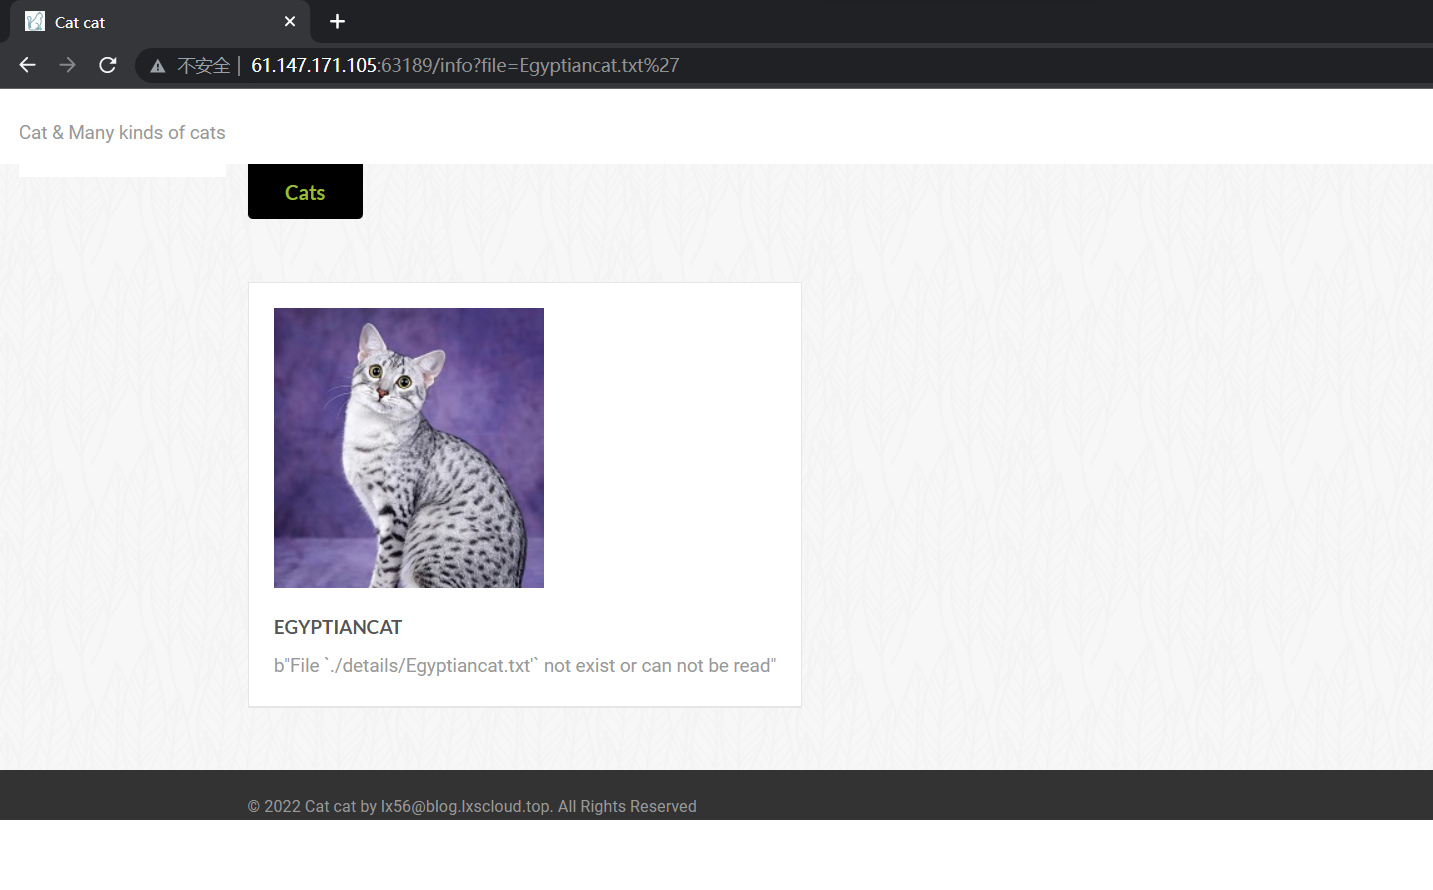 Cat cat
不安全 | 61.147.171.105:63189/info?file=Egyptiancat.txt%27
Cat & Many kinds of cats
Cats
EGYPTIANCAT
b"File `./details/Egyptiancat.txt'` not exist or can not be read"
© 2022 Cat cat by lx56@blog.lxscloud.top. All Rights Reserved